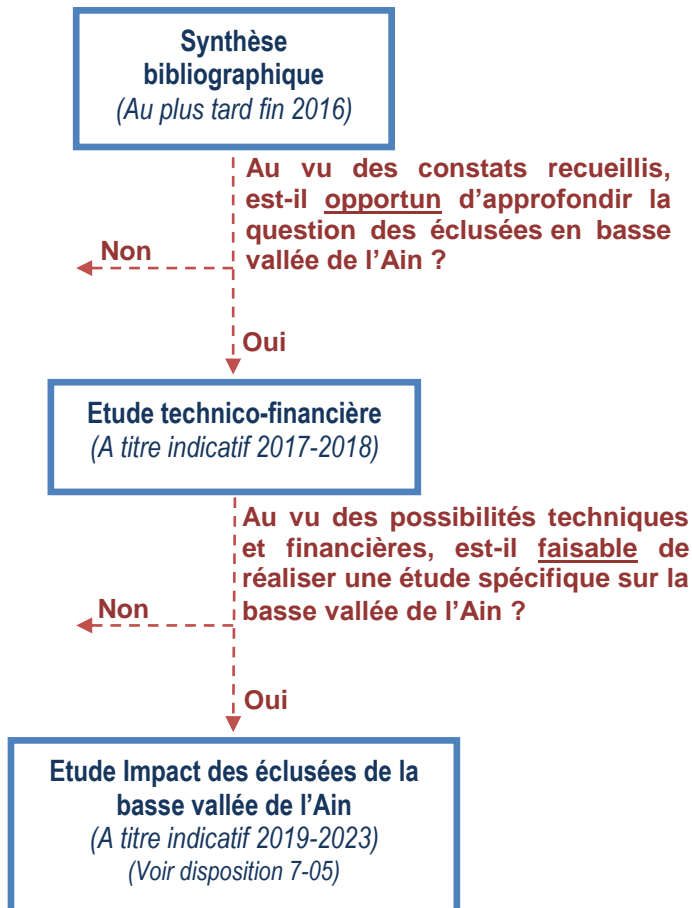 Synthèse
bibliographique
(Au plus tard fin 2016)
Au vu des constats recueillis,
est-il opportun d’approfondir la
question des éclusées en basse
vallée de l’Ain ?
Non
Oui
Etude technico-financière
(A titre indicatif 2017-2018)
Au vu des possibilités techniques
et financières, est-il faisable de
réaliser une étude spécifique sur la
basse vallée de l’Ain ?
Non
Oui
Etude Impact des éclusées de la
basse vallée de l’Ain
(A titre indicatif 2019-2023)
(Voir disposition 7-05)